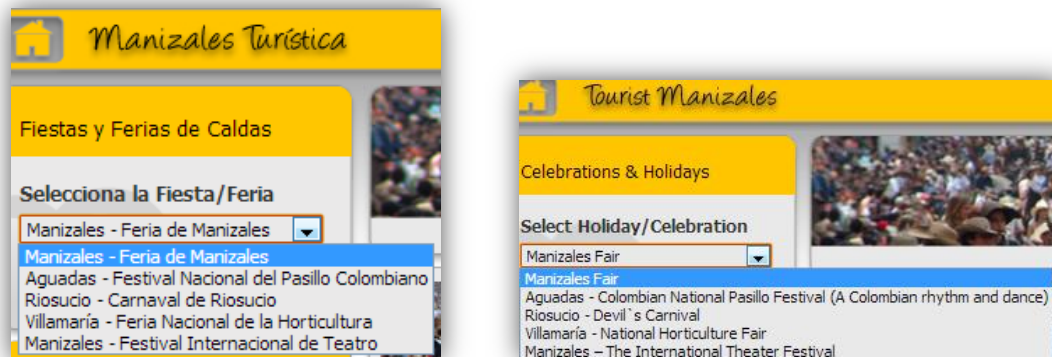 Manizales Turística
Fiestas y Ferias de Caldas
Selecciona la Fiesta/Feria
Manizales - Feria de Manizales
Manizales - Feria de Manizales
Aguadas - Festival Nacional del Pasillo Colombiano
Riosucio - Carnaval de Riosucio
Villamaría - Feria Nacional de la Horticultura
Manizales - Festival Internacional de Teatro
Tourist Manizales
Celebrations & Holidays
Select Holiday/Celebration
Manizales Fair
Manizales Fair
Aguadas - Colombian National Pasillo Festival (A Colombian rhythm and dance)
Riosucio - Devil`s Carnival
Villamaría - National Horticulture Fair
Manizales – The International Theater Festival